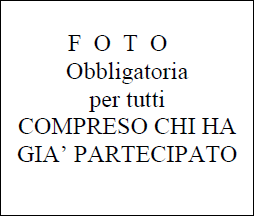 F O T O
Obbligatoria
per tutti
COMPRESO CHI HA
GIA’ PARTECIPATO